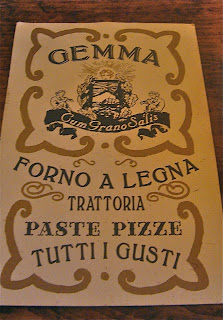 GEMMA
Cum Grano Salis
FORNO A LEGNA
TRATTORIA
PASTE PIZZE
TUTTI I GUSTI